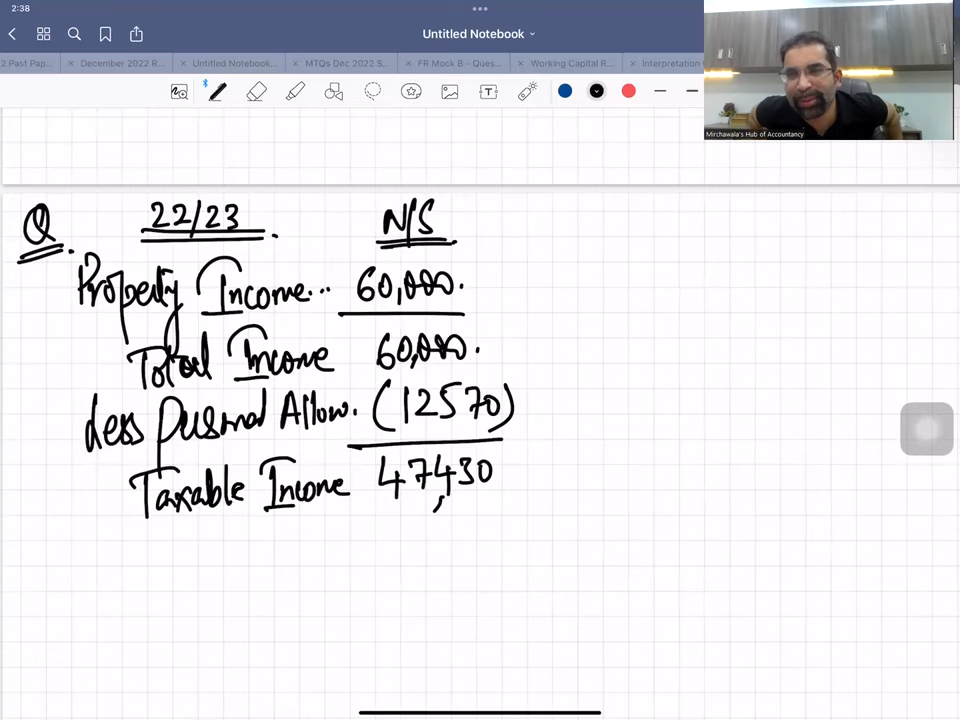 2:38
Untitled Notebook
2 Past Pap...
December 2022 R...
Untitled Notebook...
MTQs Dec 2022 S...
FR Mock B - Ques...
Working Capital R...
Interpretation
Mirchawala's Hub of Accountancy
Q. 22/23. N/S
Property Income... 60,000.
Total Income 60,000.
Less Personal Allow. (12570)
Taxable Income 47,430